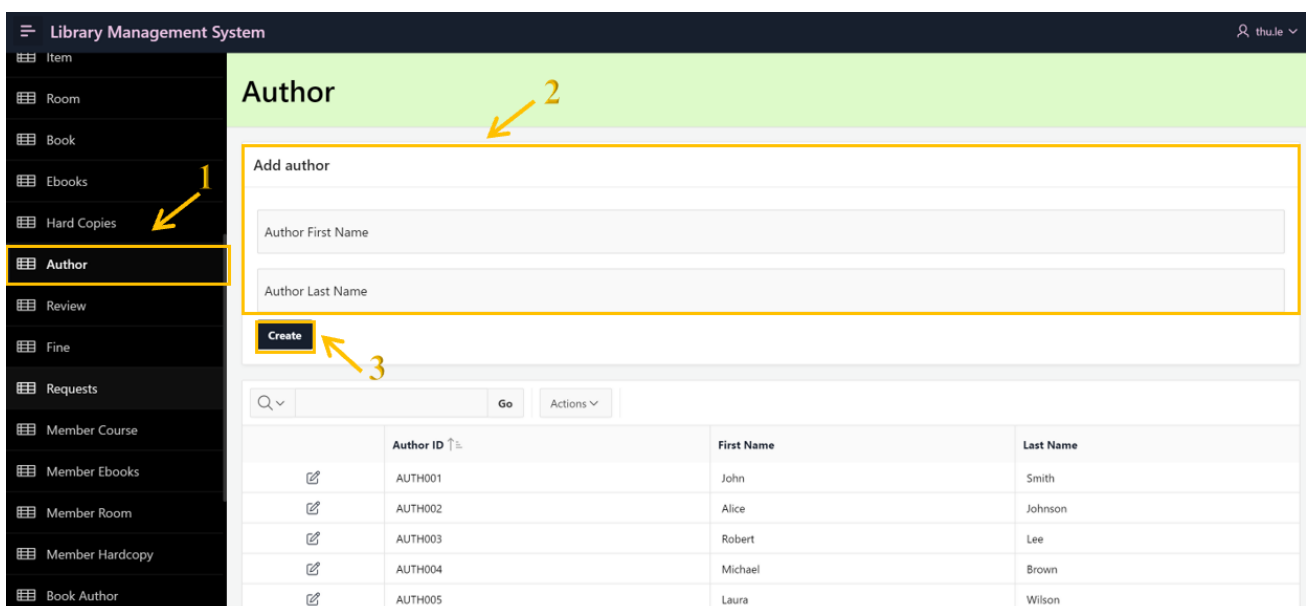 Library Management System
thu.le
Item
Room
Book
Ebooks
Hard Copies
Author
Review
Fine
Requests
Member Course
Member Ebooks
Member Room
Member Hardcopy
Book Author
1
Author
2
Add author
Author First Name
Author Last Name
Create
3
Go Actions
Author ID First Name Last Name
AUTH001 John Smith
AUTH002 Alice Johnson
AUTH003 Robert Lee
AUTH004 Michael Brown
AUTH005 Laura Wilson